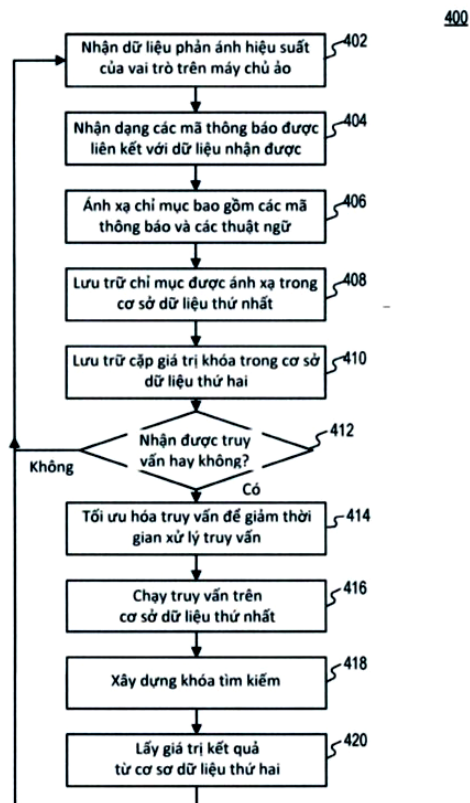 400
Nhận dữ liệu phản ánh hiệu suất
của vai trò trên máy chủ ảo
402
Nhận dạng các mã thông báo được
liên kết với dữ liệu nhận được
404
Ánh xạ chỉ mục bao gồm các mã
thông báo và các thuật ngữ
406
Lưu trữ chỉ mục được ánh xạ trong
cơ sở dữ liệu thứ nhất
408
Lưu trữ cặp giá trị khóa trong cơ sở
dữ liệu thứ hai
410
Nhận được truy
vấn hay không?
412
Không
Có
Tối ưu hóa truy vấn để giảm thời
gian xử lý truy vấn
414
Chạy truy vấn trên
cơ sở dữ liệu thứ nhất
416
Xây dựng khóa tìm kiếm
418
Lấy giá trị kết quả
từ cơ sơ dữ liệu thứ hai
420